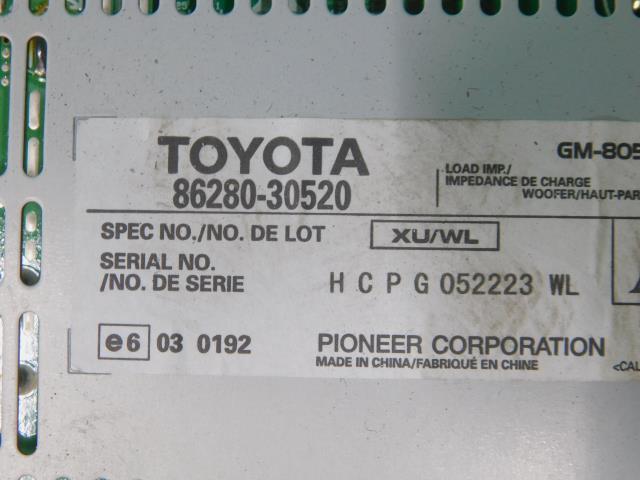 TOYOTA
86280-30520
GM-805
LOAD IMP./
IMPEDANCE DE CHARGE
WOOFER/HAUT-PAR
SPEC NO./NO. DE LOT XU/WL
SERIAL NO.
/NO. DE SERIE H C P G 052223 WL
e6 03 0192 PIONEER CORPORATION
MADE IN CHINA/FABRIQUÉ EN CHINE
<CAL